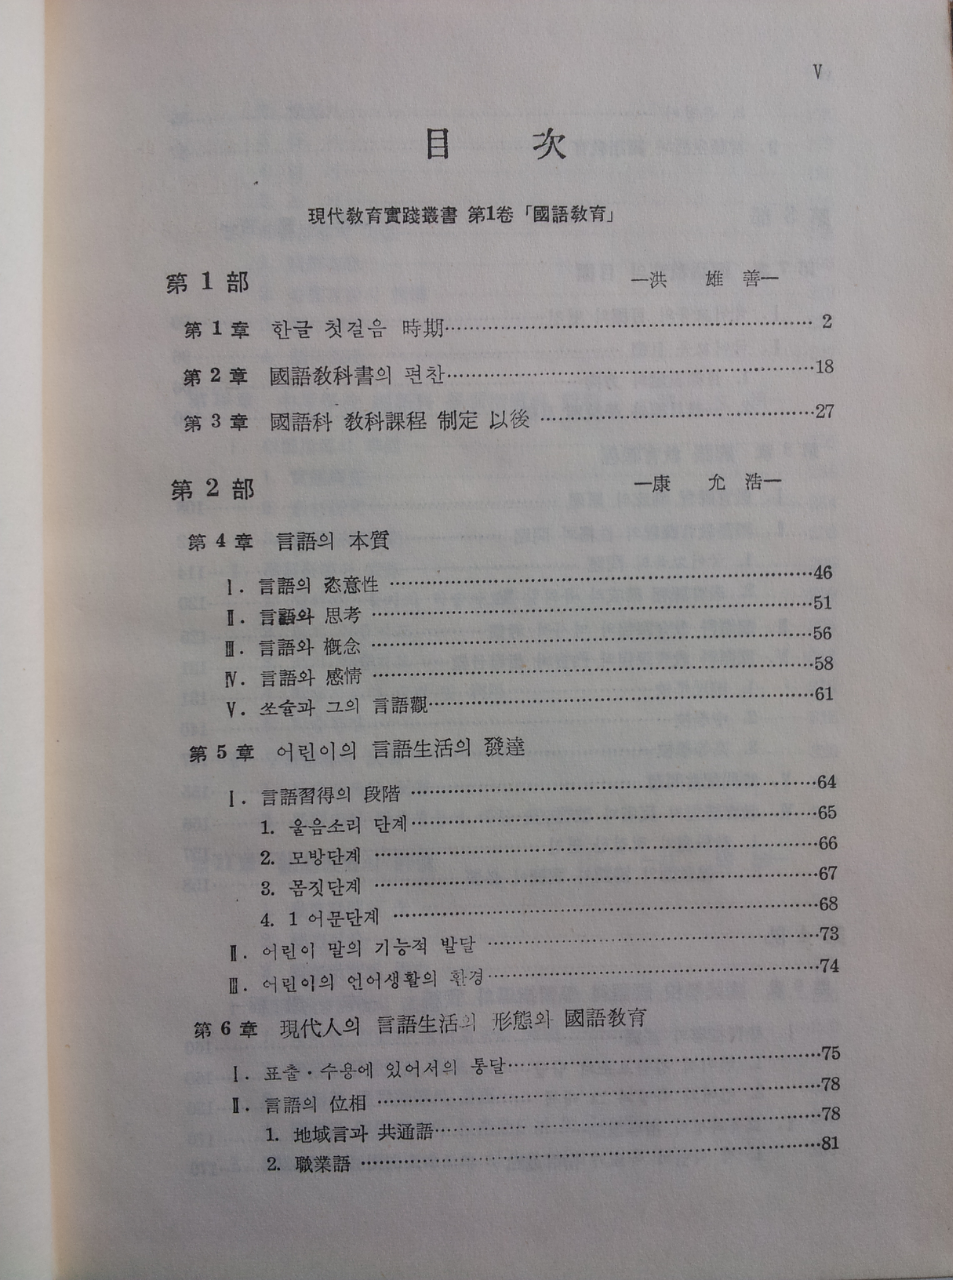 V
目 次
現代敎育實踐叢書 第1卷「國語敎育」
第 1 部 —洪 雄 善—
第 1 章 한글 첫걸음 時期 2
第 2 章 國語敎科書의 편찬 18
第 3 章 國語科 敎科課程 制定 以後 27
第 2 部 —康 允 浩—
第 4 章 言語의 本質
Ⅰ. 言語의 恣意性 46
Ⅱ. 言語와 思考 51
Ⅲ. 言語와 槪念 56
Ⅳ. 言語와 感情 58
Ⅴ. 쏘슐과 그의 言語觀 61
第 5 章 어린이의 言語生活의 發達
Ⅰ. 言語習得의 段階 64
1. 울음소리 단계 65
2. 모방단계 66
3. 몸짓단계 67
4. 1 어문단계 68
Ⅱ. 어린이 말의 기능적 발달 73
Ⅲ. 어린이의 언어생활의 환경 74
第 6 章 現代人의 言語生活의 形態와 國語敎育
Ⅰ. 표출·수용에 있어서의 통달 75
Ⅱ. 言語의 位相 78
1. 地域言과 共通語 78
2. 職業語 81